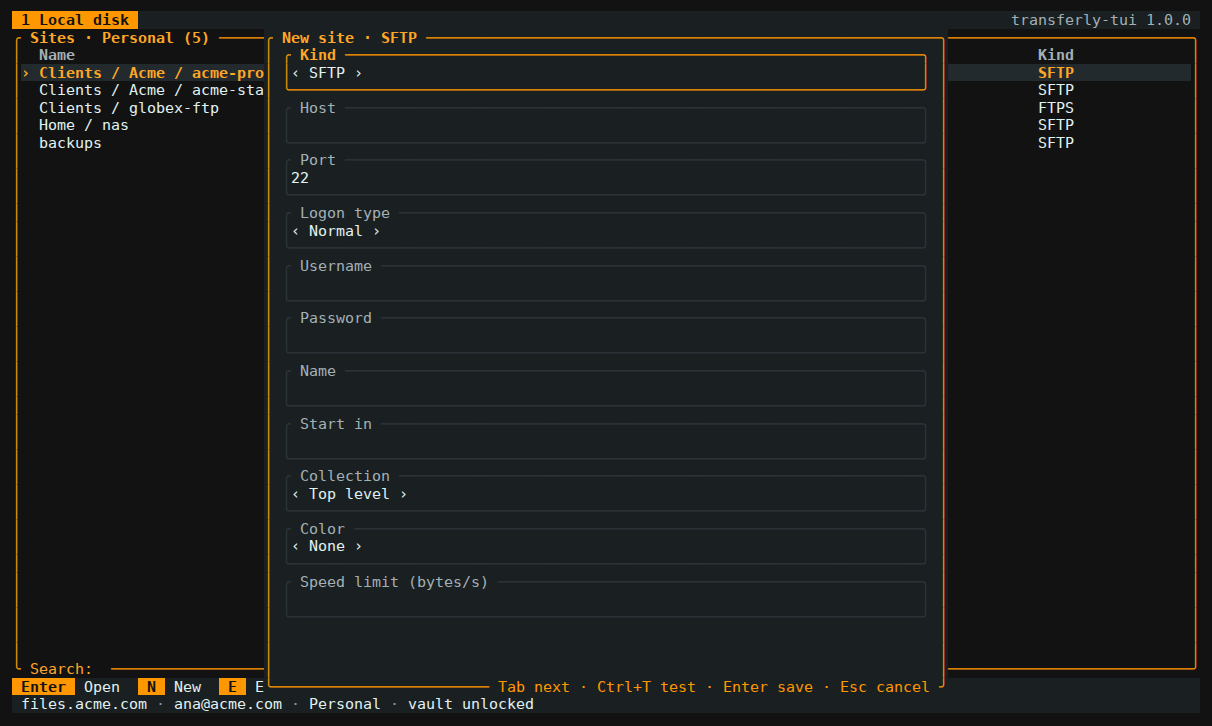 1 Local disk transferly-tui 1.0.0
Sites · Personal (5) New site · SFTP
Name Kind Kind
› Clients / Acme / acme-pro ‹ SFTP › SFTP
Clients / Acme / acme-sta SFTP
Clients / globex-ftp Host FTPS
Home / nas SFTP
backups SFTP
Port
22
Logon type
‹ Normal ›
Username
Password
Name
Start in
Collection
‹ Top level ›
Color
‹ None ›
Speed limit (bytes/s)
Search:
Enter Open N New E E Tab next · Ctrl+T test · Enter save · Esc cancel
files.acme.com · ana@acme.com · Personal · vault unlocked